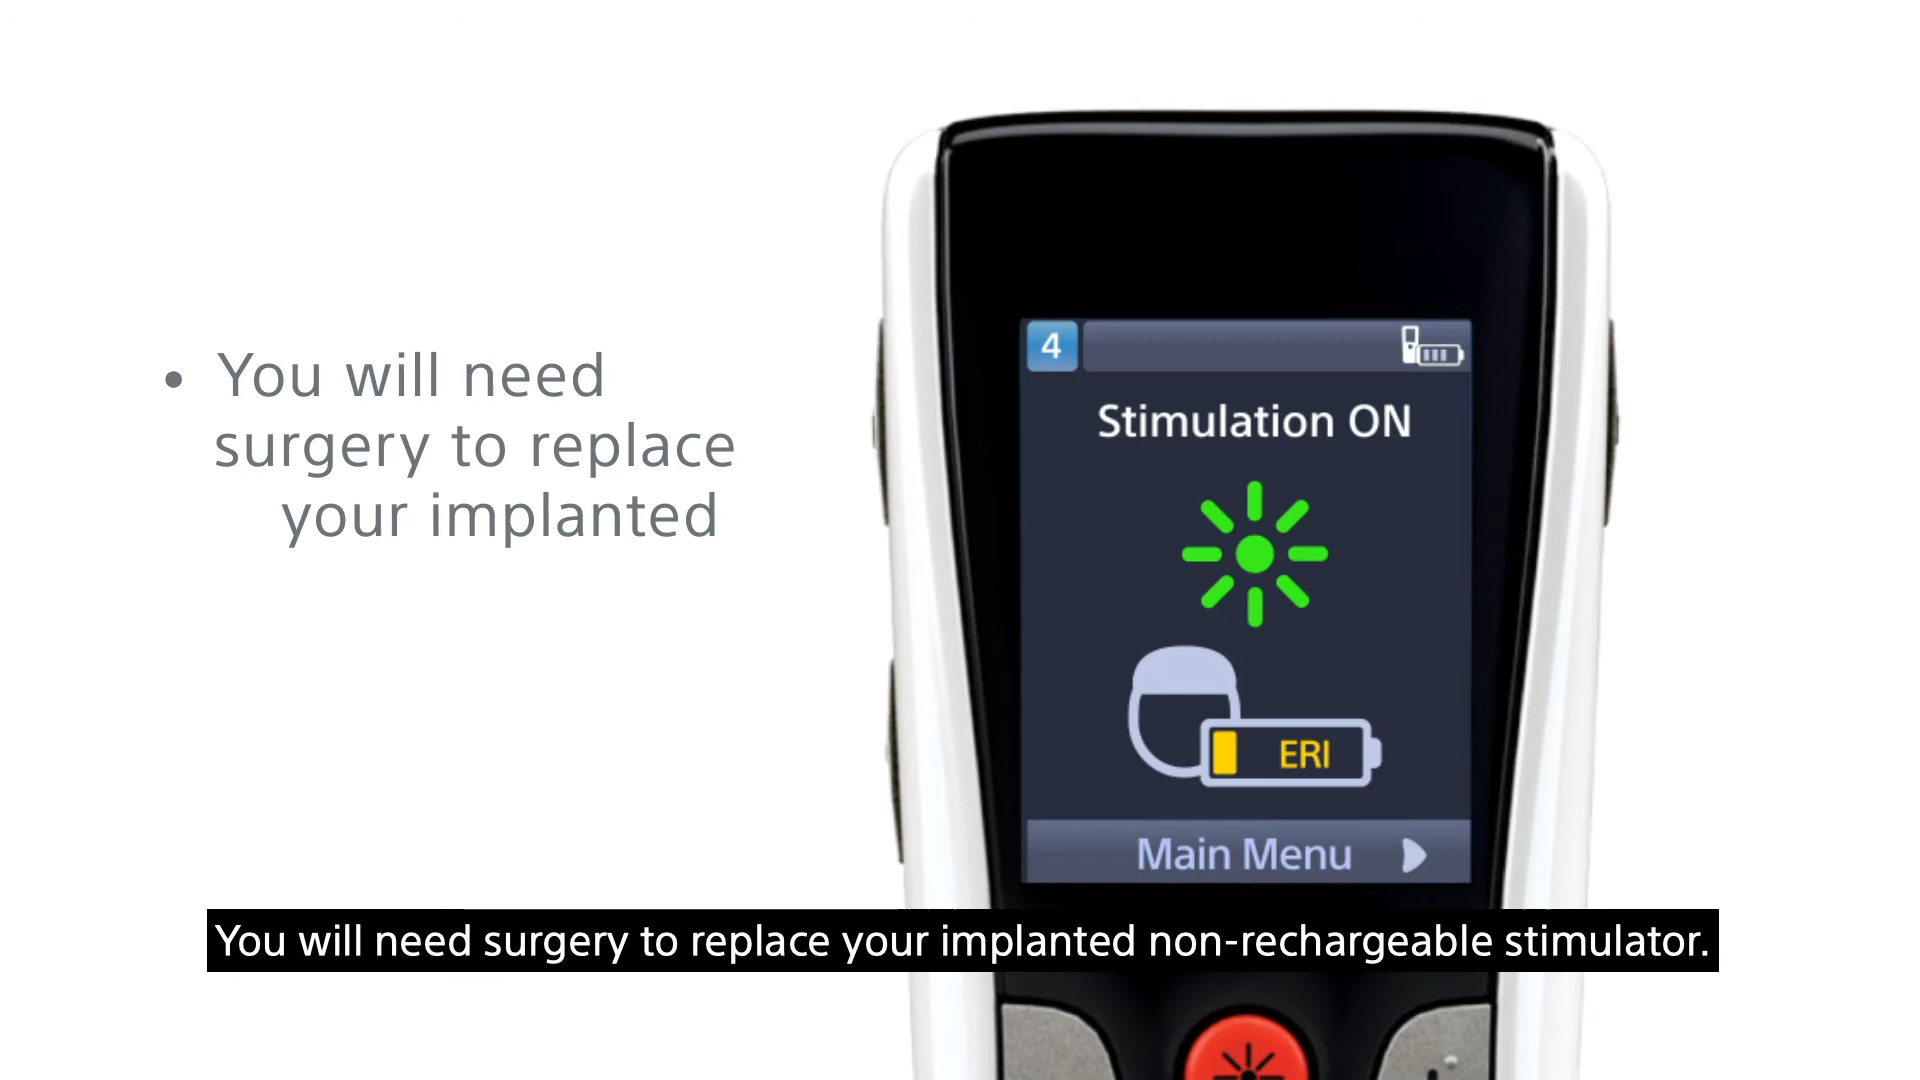 • You will need
surgery to replace
your implanted
4
Stimulation ON
ERI
Main Menu
You will need surgery to replace your implanted non-rechargeable stimulator.